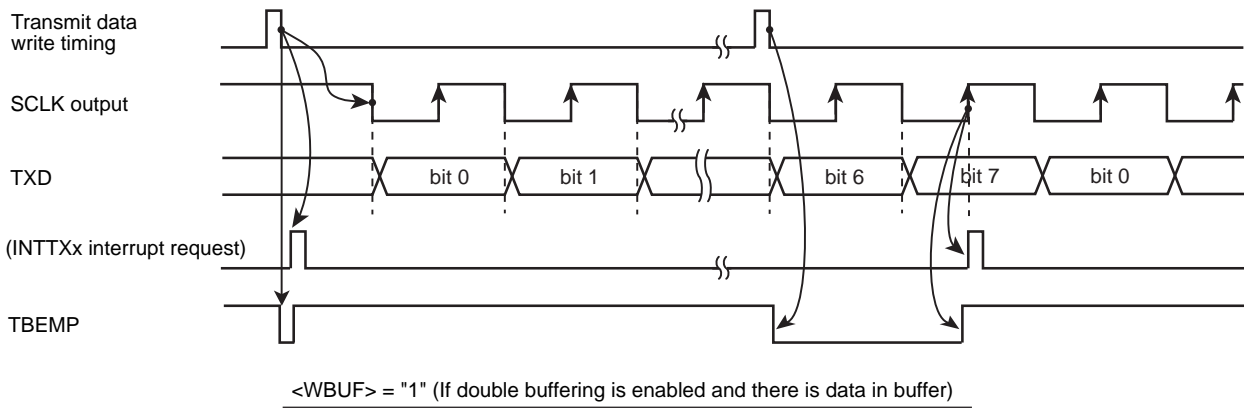 Transmit data
write timing
SCLK output
TXD
bit 0
bit 1
bit 6
bit 7
bit 0
(INTTXx interrupt request)
TBEMP
<WBUF> = "1" (If double buffering is enabled and there is data in buffer)